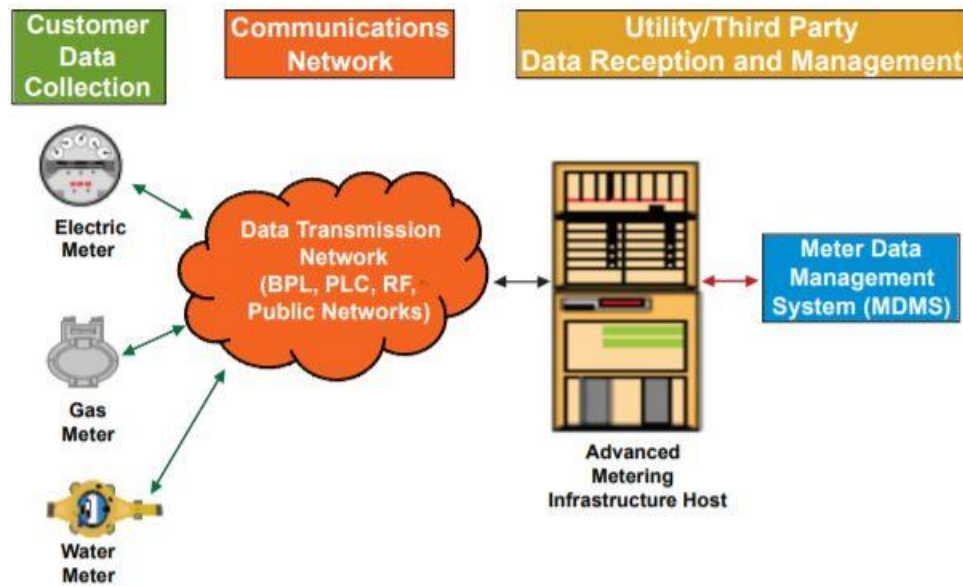 Customer
Data
Collection
Communications
Network
Utility/Third Party
Data Reception and Management
Electric
Meter
Data Transmission
Network
(BPL, PLC, RF,
Public Networks)
Meter Data
Management
System (MDMS)
Gas
Meter
Advanced
Metering
Infrastructure Host
Water
Meter